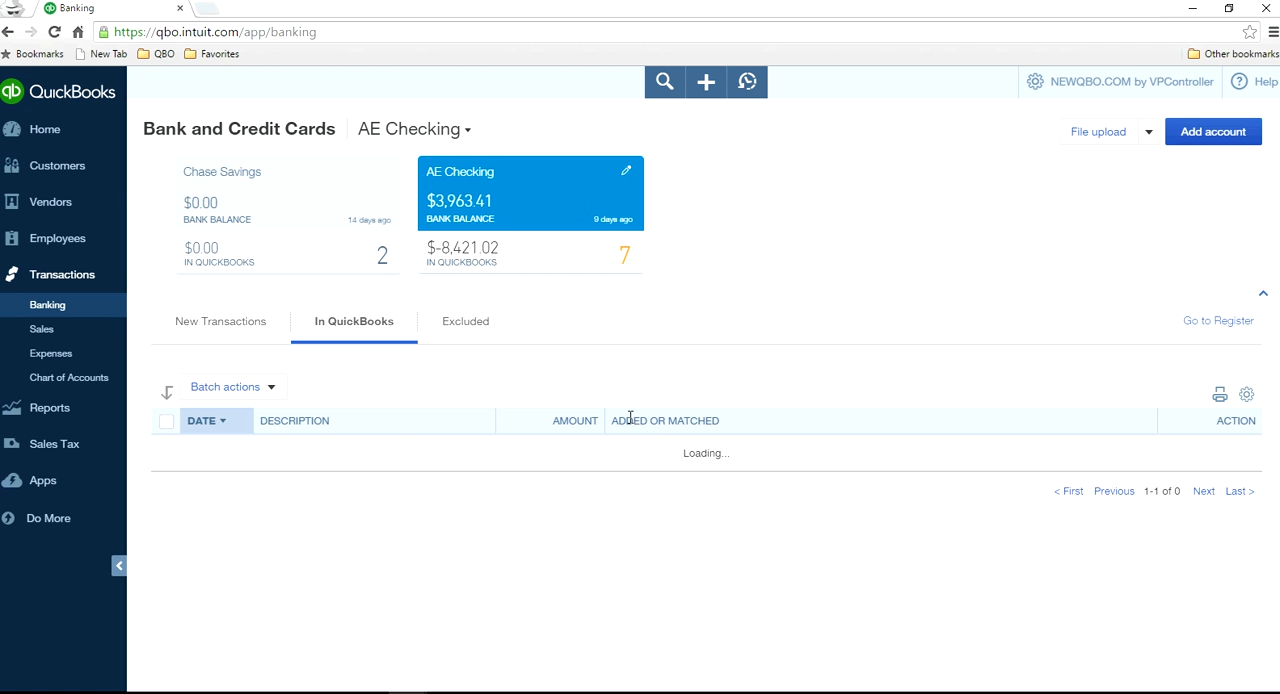 Banking
https://qbo.intuit.com/app/banking
Bookmarks New Tab QBO Favorites Other bookmarks
qb QuickBooks
NEWQBO.COM by VPController Help
Home
Customers
Vendors
Employees
Transactions
Banking
Sales
Expenses
Chart of Accounts
Reports
Sales Tax
Apps
Do More
Bank and Credit Cards AE Checking
File upload Add account
Chase Savings
$0.00
BANK BALANCE 14 days ago
$0.00
IN QUICKBOOKS 2
AE Checking
$3,963.41
BANK BALANCE 9 days ago
$-8,421.02
IN QUICKBOOKS 7
New Transactions In QuickBooks Excluded Go to Register
Batch actions
DATE DESCRIPTION AMOUNT ADDED OR MATCHED ACTION
Loading...
< First Previous 1-1 of 0 Next Last >